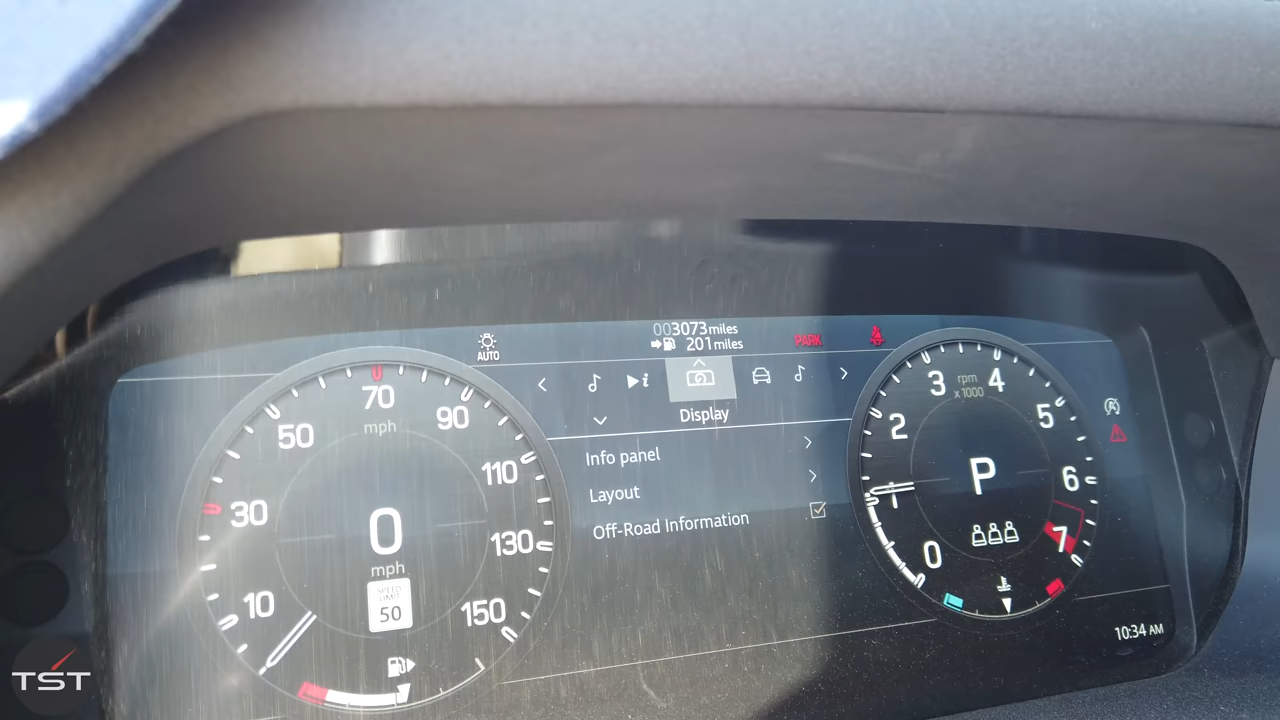 003073 miles
201 miles
PARK
AUTO
Display
Info panel
Layout
Off-Road Information
10
30
50
70
90
110
130
150
mph
0
mph
SPEED
LIMIT
50
0
1
2
3
4
5
6
7
rpm
x 1000
P
10:34 AM
TST